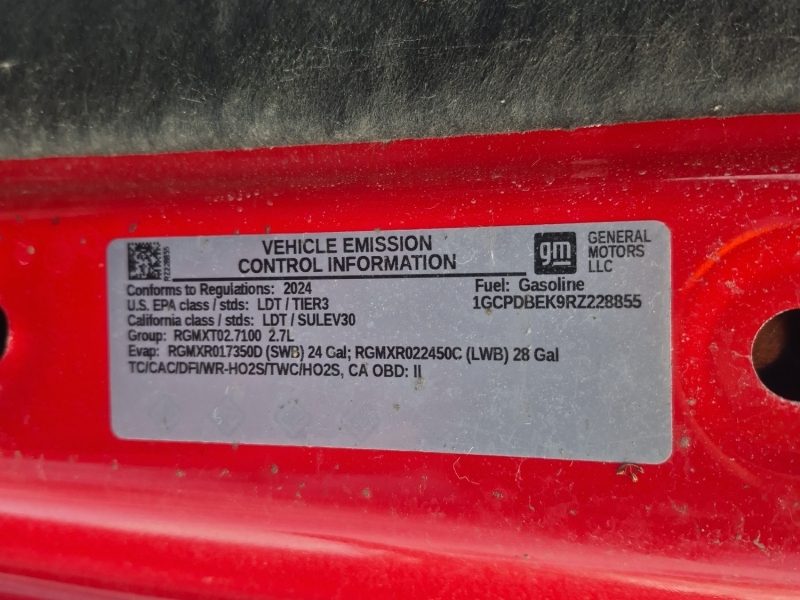 VEHICLE EMISSION
CONTROL INFORMATION
gm
GENERAL
MOTORS
LLC
Conforms to Regulations: 2024
Fuel: Gasoline
U.S. EPA class / stds: LDT / TIER3
1GCPDBEK9RZ228855
California class / stds: LDT / SULEV30
Group: RGMXT02.7100 2.7L
Evap: RGMXR017350D (SWB) 24 Gal; RGMXR022450C (LWB) 28 Gal
TC/CAC/DFI/WR-HO2S/TWC/HO2S, CA OBD: II
RZ228855